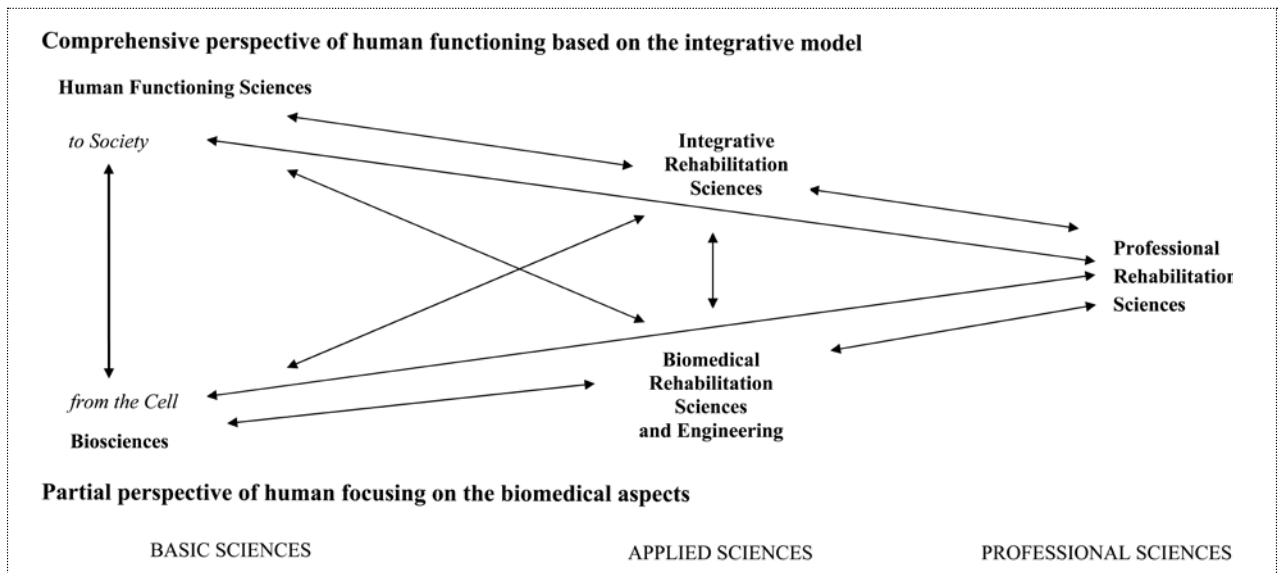 Comprehensive perspective of human functioning based on the integrative model
Human Functioning Sciences
to Society
Integrative
Rehabilitation
Sciences
Professional
Rehabilitation
Sciences
Biomedical
Rehabilitation
Sciences
and Engineering
from the Cell
Biosciences
Partial perspective of human focusing on the biomedical aspects
BASIC SCIENCES
APPLIED SCIENCES
PROFESSIONAL SCIENCES